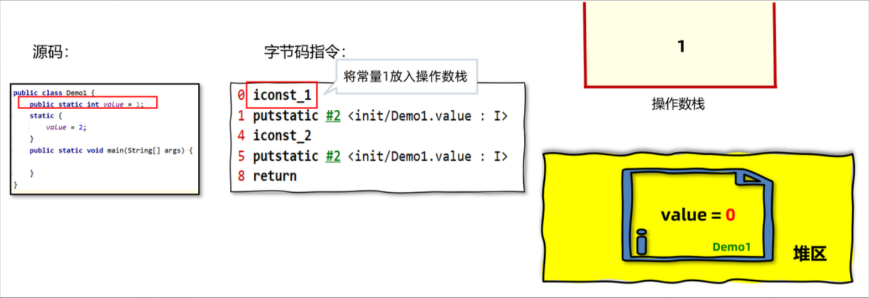 源码：
public class Demo1 {
public static int value = 1;
static {
value = 2;
}
public static void main(String[] args) {
}
}
字节码指令：
将常量1放入操作数栈
0 iconst_1
1 putstatic #2 <init/Demo1.value : I>
4 iconst_2
5 putstatic #2 <init/Demo1.value : I>
8 return
1
操作数栈
value = 0
Demo1
堆区